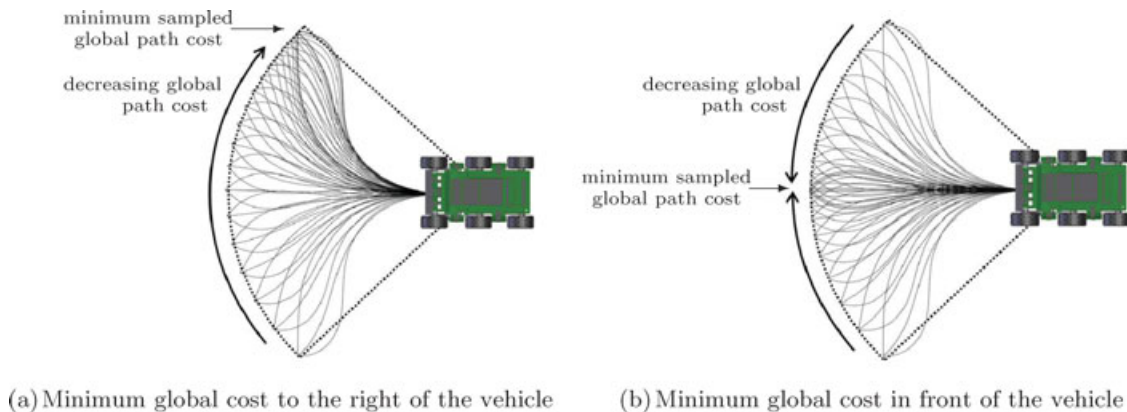 minimum sampled
global path cost
decreasing global
path cost
(a) Minimum global cost to the right of the vehicle
decreasing global
path cost
minimum sampled
global path cost
(b) Minimum global cost in front of the vehicle